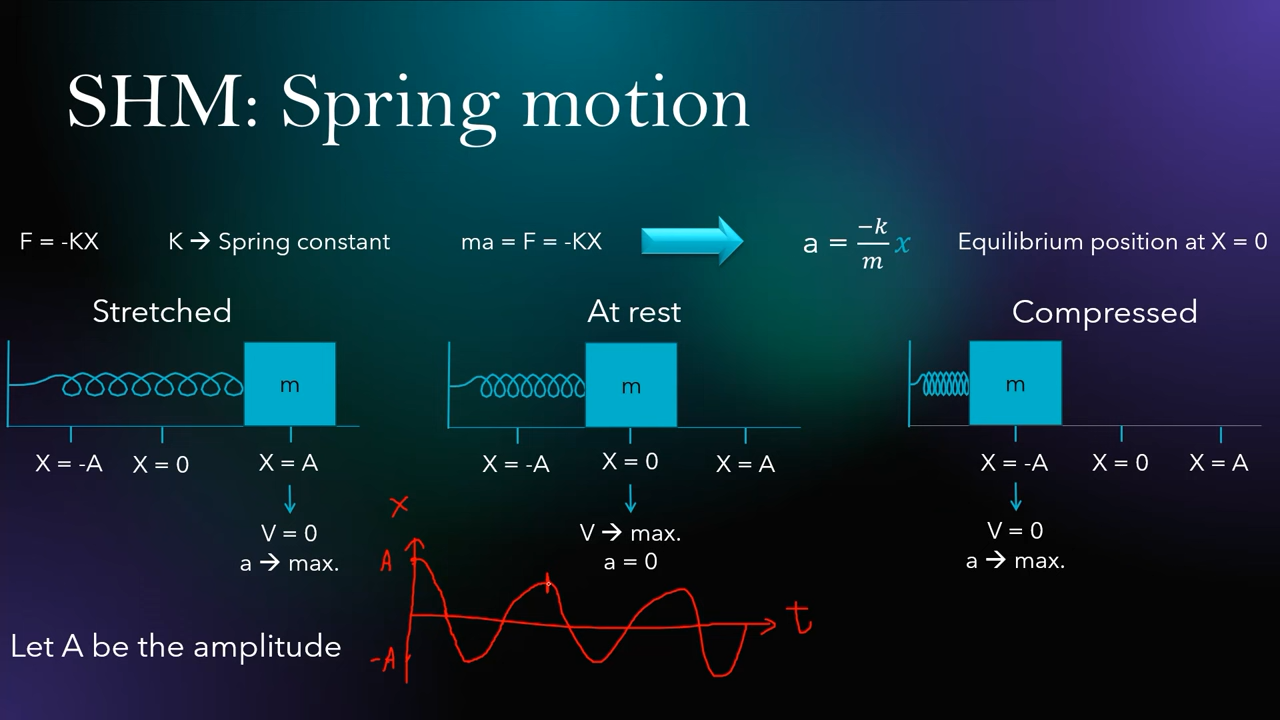 SHM: Spring motion
F = -KX
K → Spring constant
ma = F = -KX
a = -k/m x
Equilibrium position at X = 0
Stretched
At rest
Compressed
m
m
m
X = -A
X = 0
X = A
X = -A
X = 0
X = A
X = -A
X = 0
X = A
V = 0
a → max.
V → max.
a = 0
V = 0
a → max.
x
A
-A
t
Let A be the amplitude